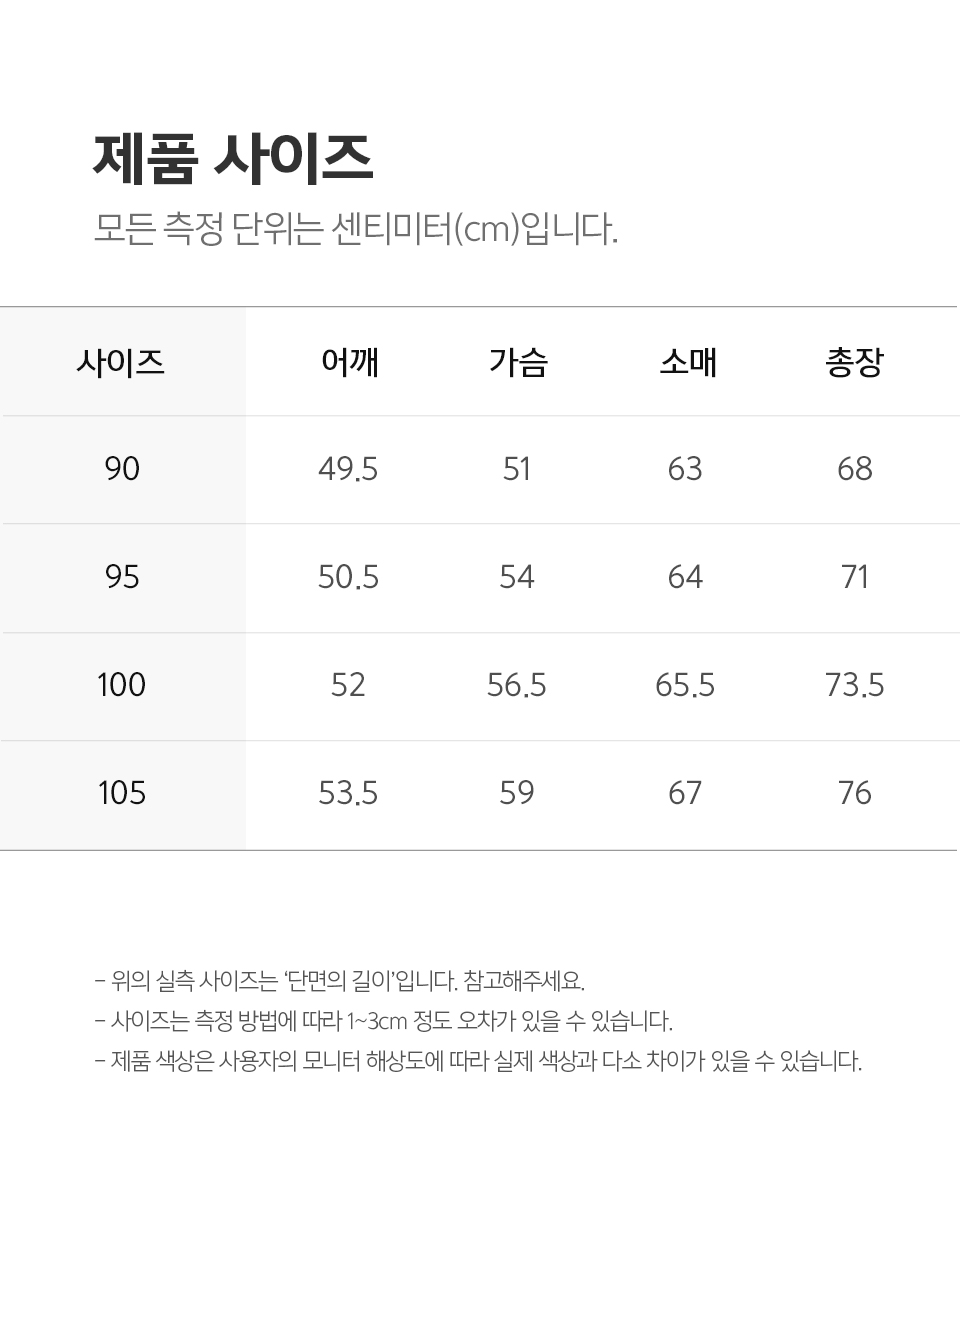 제품 사이즈
모든 측정 단위는 센티미터(cm)입니다.
사이즈 어깨 가슴 소매 총장
90 49.5 51 63 68
95 50.5 54 64 71
100 52 56.5 65.5 73.5
105 53.5 59 67 76
- 위의 실측 사이즈는 ‘단면의 길이’입니다. 참고해주세요.
- 사이즈는 측정 방법에 따라 1~3cm 정도 오차가 있을 수 있습니다.
- 제품 색상은 사용자의 모니터 해상도에 따라 실제 색상과 다소 차이가 있을 수 있습니다.